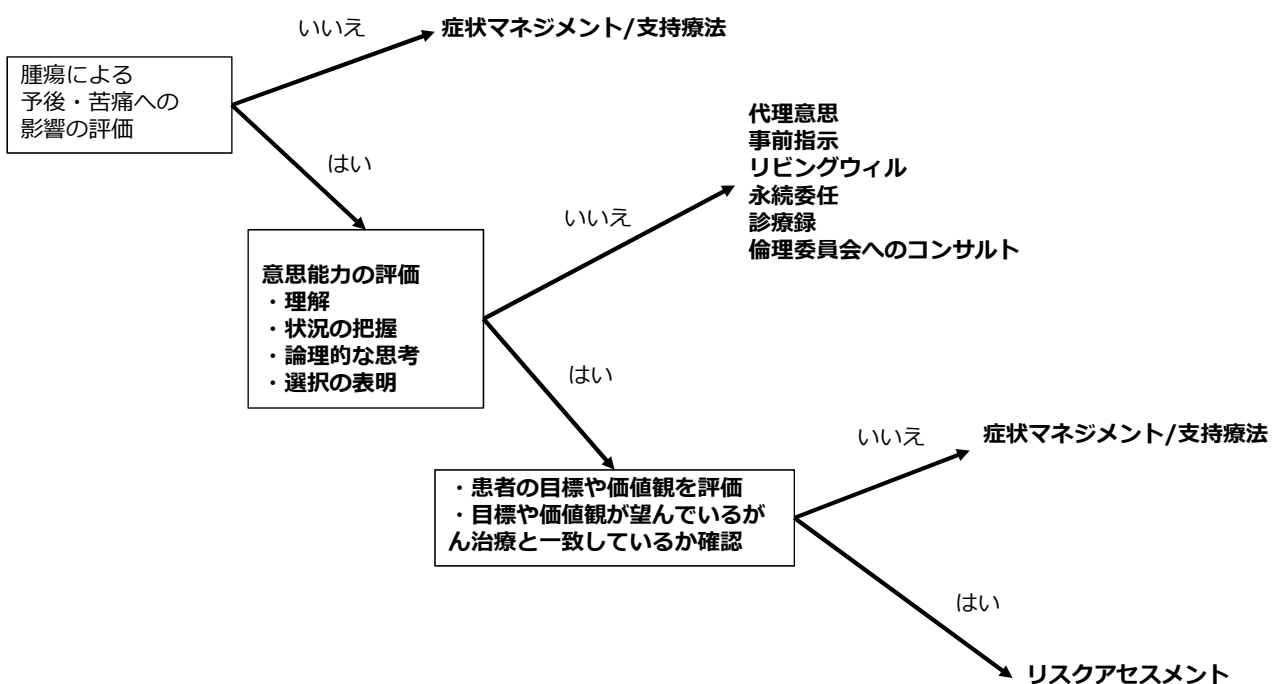 いいえ
症状マネジメント/支持療法
腫瘍による
予後・苦痛への
影響の評価
はい
代理意思
事前指示
リビングウィル
永続委任
診療録
倫理委員会へのコンサルト
いいえ
意思能力の評価
・理解
・状況の把握
・論理的な思考
・選択の表明
はい
いいえ
症状マネジメント/支持療法
・患者の目標や価値観を評価
・目標や価値観が望んでいるが
ん治療と一致しているか確認
はい
リスクアセスメント